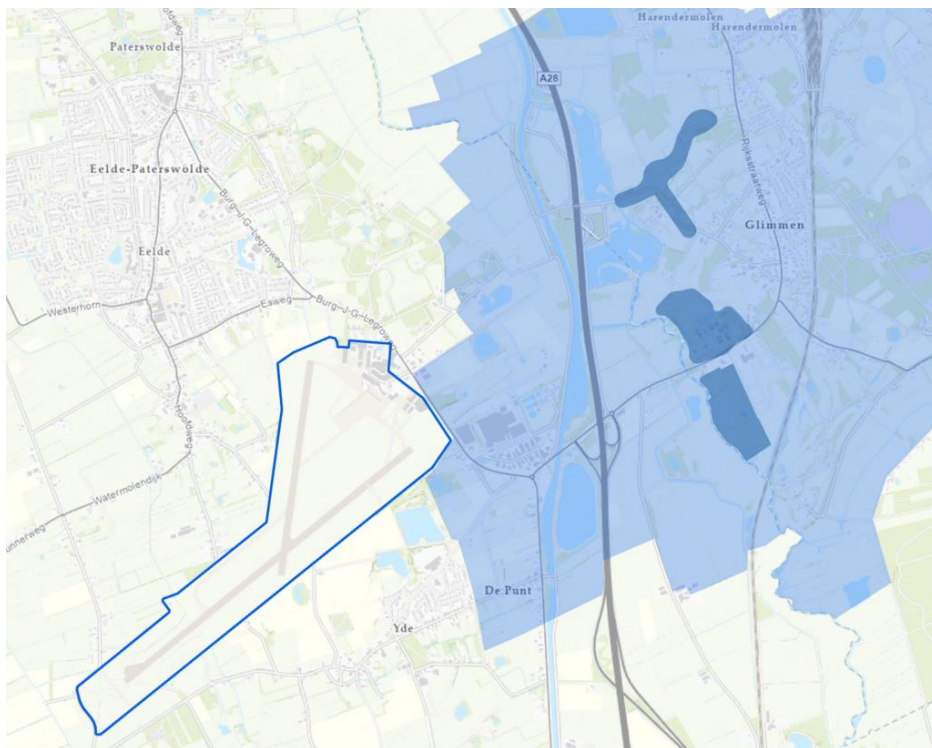 Harendermolen
Harendermolen
Paterswolde
A28
Eelde-Paterswolde
Rijksstraatweg
Burg-J-G-Legroweg
Glimmen
Eelde
Westerhorn
Esweg
Burg-J-G-Legroweg
Hoofdweg
Watermolendijk
De Punt
Yde